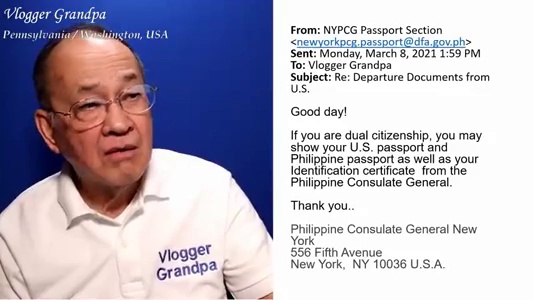 Vlogger Grandpa
Pennsylvania/Washington, USA
Vlogger
Grandpa
From: NYPCG Passport Section
<newyorkpcg.passport@dfa.gov.ph>
Sent: Monday, March 8, 2021 1:59 PM
To: Vlogger Grandpa
Subject: Re: Departure Documents from
U.S.
Good day!
If you are dual citizenship, you may
show your U.S. passport and
Philippine passport as well as your
Identification certificate from the
Philippine Consulate General.
Thank you..
Philippine Consulate General New
York
556 Fifth Avenue
New York, NY 10036 U.S.A.